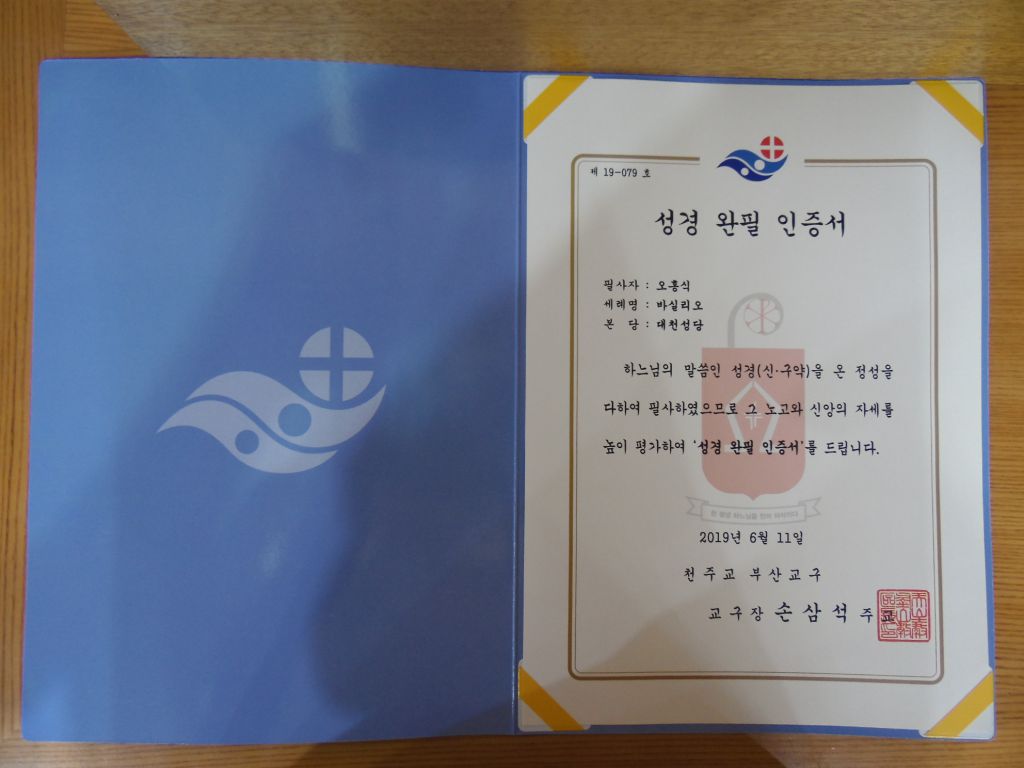 제 19-079 호
성경 완필 인증서
필사자 : 오흥식
세례명 : 바실리오
본 당 : 대천성당
하느님의 말씀인 성경(신·구약)을 온 정성을
다하여 필사하였으므로 그 노고와 신앙의 자세를
높이 평가하여 '성경 완필 인증서'를 드립니다.
2019년 6월 11일
천주교 부산교구
교구장 손삼석 주교